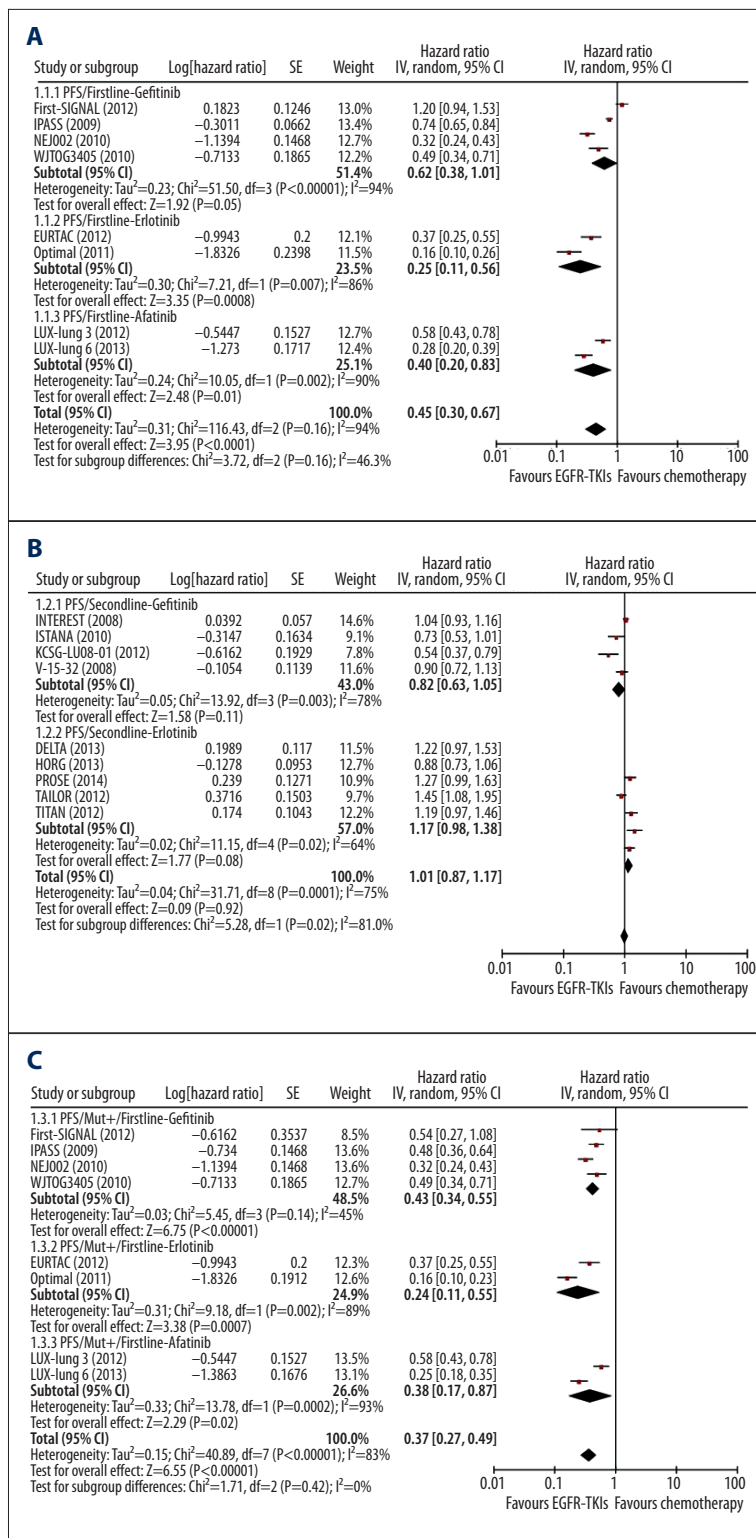 A
Hazard ratio Hazard ratio
Study or subgroup Log[hazard ratio] SE Weight IV, random, 95% CI IV, random, 95% CI
1.1.1 PFS/Firstline-Gefitinib
First-SIGNAL (2012) 0.1823 0.1246 13.0% 1.20 [0.94, 1.53]
IPASS (2009) −0.3011 0.0662 13.4% 0.74 [0.65, 0.84]
NEJ002 (2010) −1.1394 0.1468 12.7% 0.32 [0.24, 0.43]
WJTOG3405 (2010) −0.7133 0.1865 12.2% 0.49 [0.34, 0.71]
Subtotal (95% CI) 51.4% 0.62 [0.38, 1.01]
Heterogeneity: Tau²=0.23; Chi²=51.50, df=3 (P<0.00001); I²=94%
Test for overall effect: Z=1.92 (P=0.05)
1.1.2 PFS/Firstline-Erlotinib
EURTAC (2012) −0.9943 0.2 12.1% 0.37 [0.25, 0.55]
Optimal (2011) −1.8326 0.2398 11.5% 0.16 [0.10, 0.26]
Subtotal (95% CI) 23.5% 0.25 [0.11, 0.56]
Heterogeneity: Tau²=0.30; Chi²=7.21, df=1 (P=0.007); I²=86%
Test for overall effect: Z=3.35 (P=0.0008)
1.1.3 PFS/Firstline-Afatinib
LUX-lung 3 (2012) −0.5447 0.1527 12.7% 0.58 [0.43, 0.78]
LUX-lung 6 (2013) −1.273 0.1717 12.4% 0.28 [0.20, 0.39]
Subtotal (95% CI) 25.1% 0.40 [0.20, 0.83]
Heterogeneity: Tau²=0.24; Chi²=10.05, df=1 (P=0.002); I²=90%
Test for overall effect: Z=2.48 (P=0.01)
Total (95% CI) 100.0% 0.45 [0.30, 0.67]
Heterogeneity: Tau²=0.31; Chi²=116.43, df=2 (P=0.16); I²=94%
Test for overall effect: Z=3.95 (P<0.0001)
Test for subgroup differences: Chi²=3.72, df=2 (P=0.16); I²=46.3%
0.01 0.1 1 10 100
Favours EGFR-TKIs Favours chemotherapy
B
Hazard ratio Hazard ratio
Study or subgroup Log[hazard ratio] SE Weight IV, random, 95% CI IV, random, 95% CI
1.2.1 PFS/Secondline-Gefitinib
INTEREST (2008) 0.0392 0.057 14.6% 1.04 [0.93, 1.16]
ISTANA (2010) −0.3147 0.1634 9.1% 0.73 [0.53, 1.01]
KCSG-LU08-01 (2012) −0.6162 0.1929 7.8% 0.54 [0.37, 0.79]
V-15-32 (2008) −0.1054 0.1139 11.6% 0.90 [0.72, 1.13]
Subtotal (95% CI) 43.0% 0.82 [0.63, 1.05]
Heterogeneity: Tau²=0.05; Chi²=13.92, df=3 (P=0.003); I²=78%
Test for overall effect: Z=1.58 (P=0.11)
1.2.2 PFS/Secondline-Erlotinib
DELTA (2013) 0.1989 0.117 11.5% 1.22 [0.97, 1.53]
HORG (2013) −0.1278 0.0953 12.7% 0.88 [0.73, 1.06]
PROSE (2014) 0.239 0.1271 10.9% 1.27 [0.99, 1.63]
TAILOR (2012) 0.3716 0.1503 9.7% 1.45 [1.08, 1.95]
TITAN (2012) 0.174 0.1043 12.2% 1.19 [0.97, 1.46]
Subtotal (95% CI) 57.0% 1.17 [0.98, 1.38]
Heterogeneity: Tau²=0.02; Chi²=11.15, df=4 (P=0.02); I²=64%
Test for overall effect: Z=1.77 (P=0.08)
Total (95% CI) 100.0% 1.01 [0.87, 1.17]
Heterogeneity: Tau²=0.04; Chi²=31.71, df=8 (P=0.0001); I²=75%
Test for overall effect: Z=0.09 (P=0.92)
Test for subgroup differences: Chi²=5.28, df=1 (P=0.02); I²=81.0%
0.01 0.1 1 10 100
Favours EGFR-TKIs Favours chemotherapy
C
Hazard ratio Hazard ratio
Study or subgroup Log[hazard ratio] SE Weight IV, random, 95% CI IV, random, 95% CI
1.3.1 PFS/Mut+/Firstline-Gefitinib
First-SIGNAL (2012) −0.6162 0.3537 8.5% 0.54 [0.27, 1.08]
IPASS (2009) −0.734 0.1468 13.6% 0.48 [0.36, 0.64]
NEJ002 (2010) −1.1394 0.1468 13.6% 0.32 [0.24, 0.43]
WJTOG3405 (2010) −0.7133 0.1865 12.7% 0.49 [0.34, 0.71]
Subtotal (95% CI) 48.5% 0.43 [0.34, 0.55]
Heterogeneity: Tau²=0.03; Chi²=5.45, df=3 (P=0.14); I²=45%
Test for overall effect: Z=6.75 (P<0.00001)
1.3.2 PFS/Mut+/Firstline-Erlotinib
EURTAC (2012) −0.9943 0.2 12.3% 0.37 [0.25, 0.55]
Optimal (2011) −1.8326 0.1912 12.6% 0.16 [0.10, 0.23]
Subtotal (95% CI) 24.9% 0.24 [0.11, 0.55]
Heterogeneity: Tau²=0.31; Chi²=9.18, df=1 (P=0.002); I²=89%
Test for overall effect: Z=3.38 (P=0.0007)
1.3.3 PFS/Mut+/Firstline-Afatinib
LUX-lung 3 (2012) −0.5447 0.1527 13.5% 0.58 [0.43, 0.78]
LUX-lung 6 (2013) −1.3863 0.1676 13.1% 0.25 [0.18, 0.35]
Subtotal (95% CI) 26.6% 0.38 [0.17, 0.87]
Heterogeneity: Tau²=0.33; Chi²=13.78, df=1 (P=0.0002); I²=93%
Test for overall effect: Z=2.29 (P=0.02)
Total (95% CI) 100.0% 0.37 [0.27, 0.49]
Heterogeneity: Tau²=0.15; Chi²=40.89, df=7 (P<0.00001); I²=83%
Test for overall effect: Z=6.55 (P<0.00001)
Test for subgroup differences: Chi²=1.71, df=2 (P=0.42); I²=0%
0.01 0.1 1 10 100
Favours EGFR-TKIs Favours chemotherapy